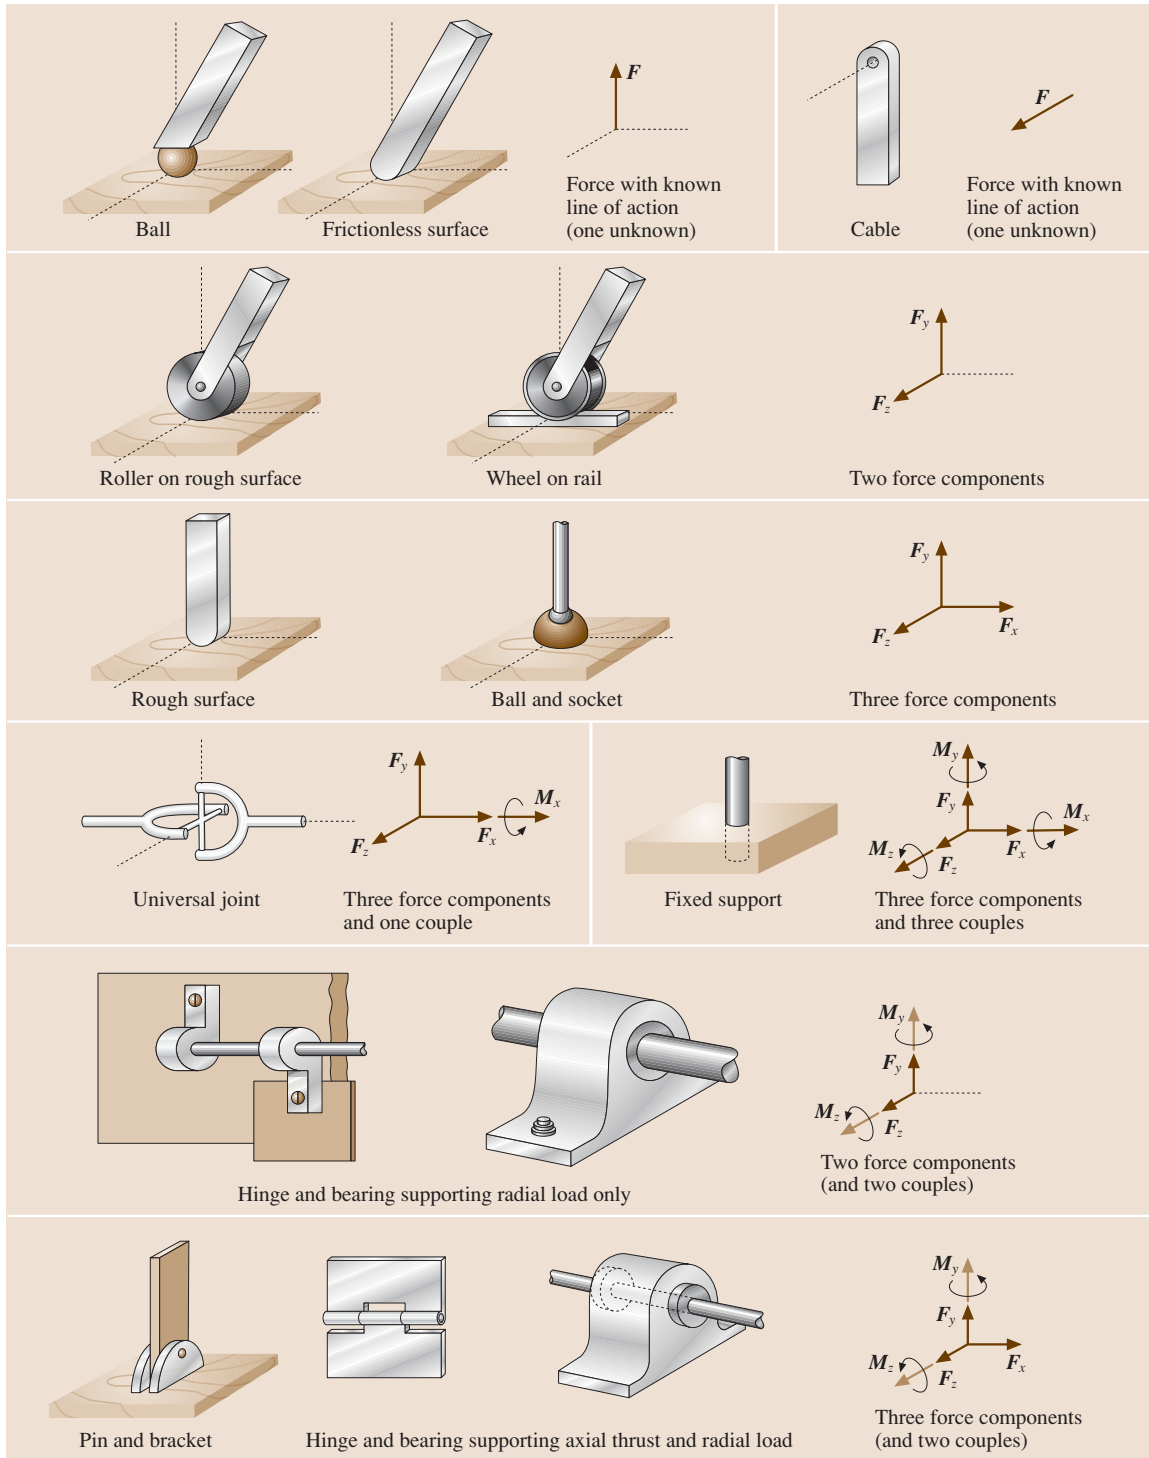 F
Force with known
line of action
(one unknown)
Ball
Frictionless surface
F
Force with known
line of action
(one unknown)
Cable
Fy
Fz
Roller on rough surface
Wheel on rail
Two force components
Fy
Fz
Fx
Rough surface
Ball and socket
Three force components
Fy
Mx
Fx
Fz
Universal joint
Three force components
and one couple
My
Fy
Mx
Mz
Fx
Fz
Fixed support
Three force components
and three couples
My
Fy
Mz
Fz
Two force components
(and two couples)
Hinge and bearing supporting radial load only
My
Fy
Mz
Fz
Fx
Three force components
(and two couples)
Pin and bracket
Hinge and bearing supporting axial thrust and radial load